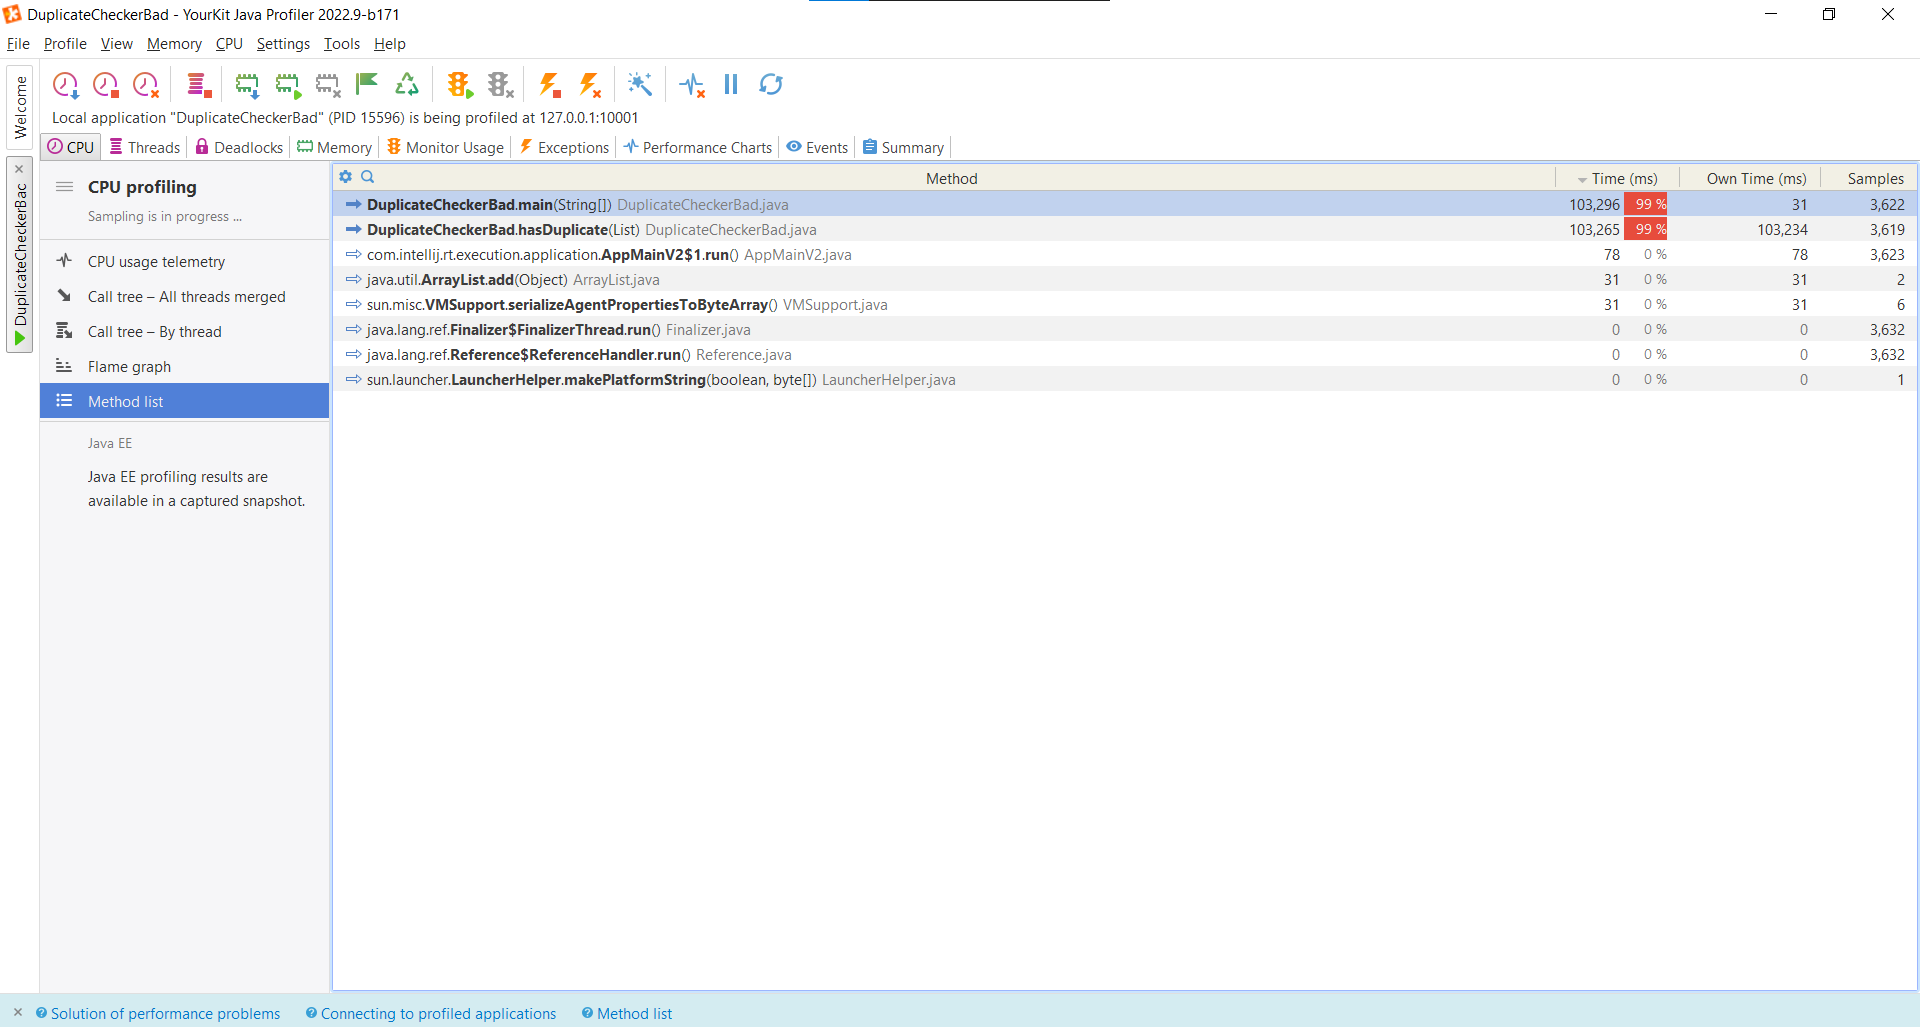 DuplicateCheckerBad - YourKit Java Profiler 2022.9-b171
File Profile View Memory CPU Settings Tools Help
Welcome
DuplicateCheckerBac
Local application "DuplicateCheckerBad" (PID 15596) is being profiled at 127.0.0.1:10001
CPU Threads Deadlocks Memory Monitor Usage Exceptions Performance Charts Events Summary
CPU profiling
Sampling is in progress ...
CPU usage telemetry
Call tree – All threads merged
Call tree – By thread
Flame graph
Method list
Java EE
Java EE profiling results are
available in a captured snapshot.
Method Time (ms) Own Time (ms) Samples
DuplicateCheckerBad.main(String[]) DuplicateCheckerBad.java 103,296 99 % 31 3,622
DuplicateCheckerBad.hasDuplicate(List) DuplicateCheckerBad.java 103,265 99 % 103,234 3,619
com.intellij.rt.execution.application.AppMainV2$1.run() AppMainV2.java 78 0 % 78 3,623
java.util.ArrayList.add(Object) ArrayList.java 31 0 % 31 2
sun.misc.VMSupport.serializeAgentPropertiesToByteArray() VMSupport.java 31 0 % 31 6
java.lang.ref.Finalizer$FinalizerThread.run() Finalizer.java 0 0 % 0 3,632
java.lang.ref.Reference$ReferenceHandler.run() Reference.java 0 0 % 0 3,632
sun.launcher.LauncherHelper.makePlatformString(boolean, byte[]) LauncherHelper.java 0 0 % 0 1
Solution of performance problems Connecting to profiled applications Method list